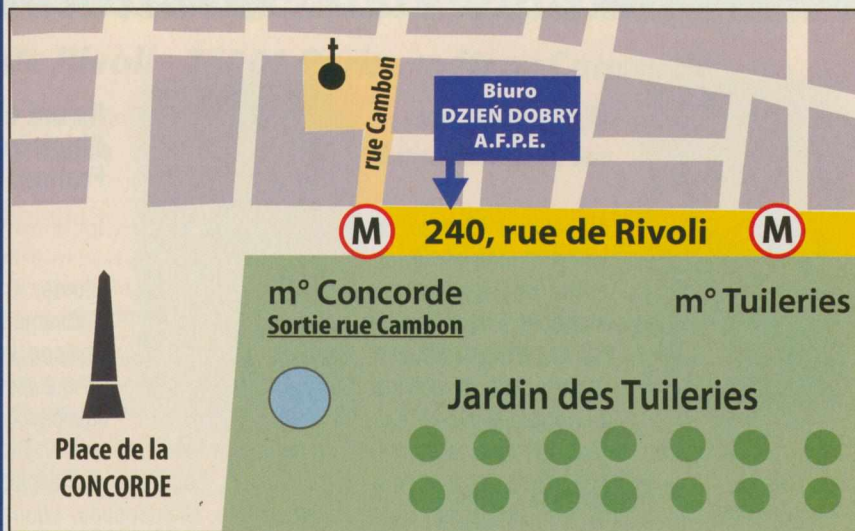 rue Cambon
Biuro
DZIEŃ DOBRY
A.F.P.E.
M
240, rue de Rivoli
M
m° Concorde
Sortie rue Cambon
m° Tuileries
Jardin des Tuileries
Place de la
CONCORDE